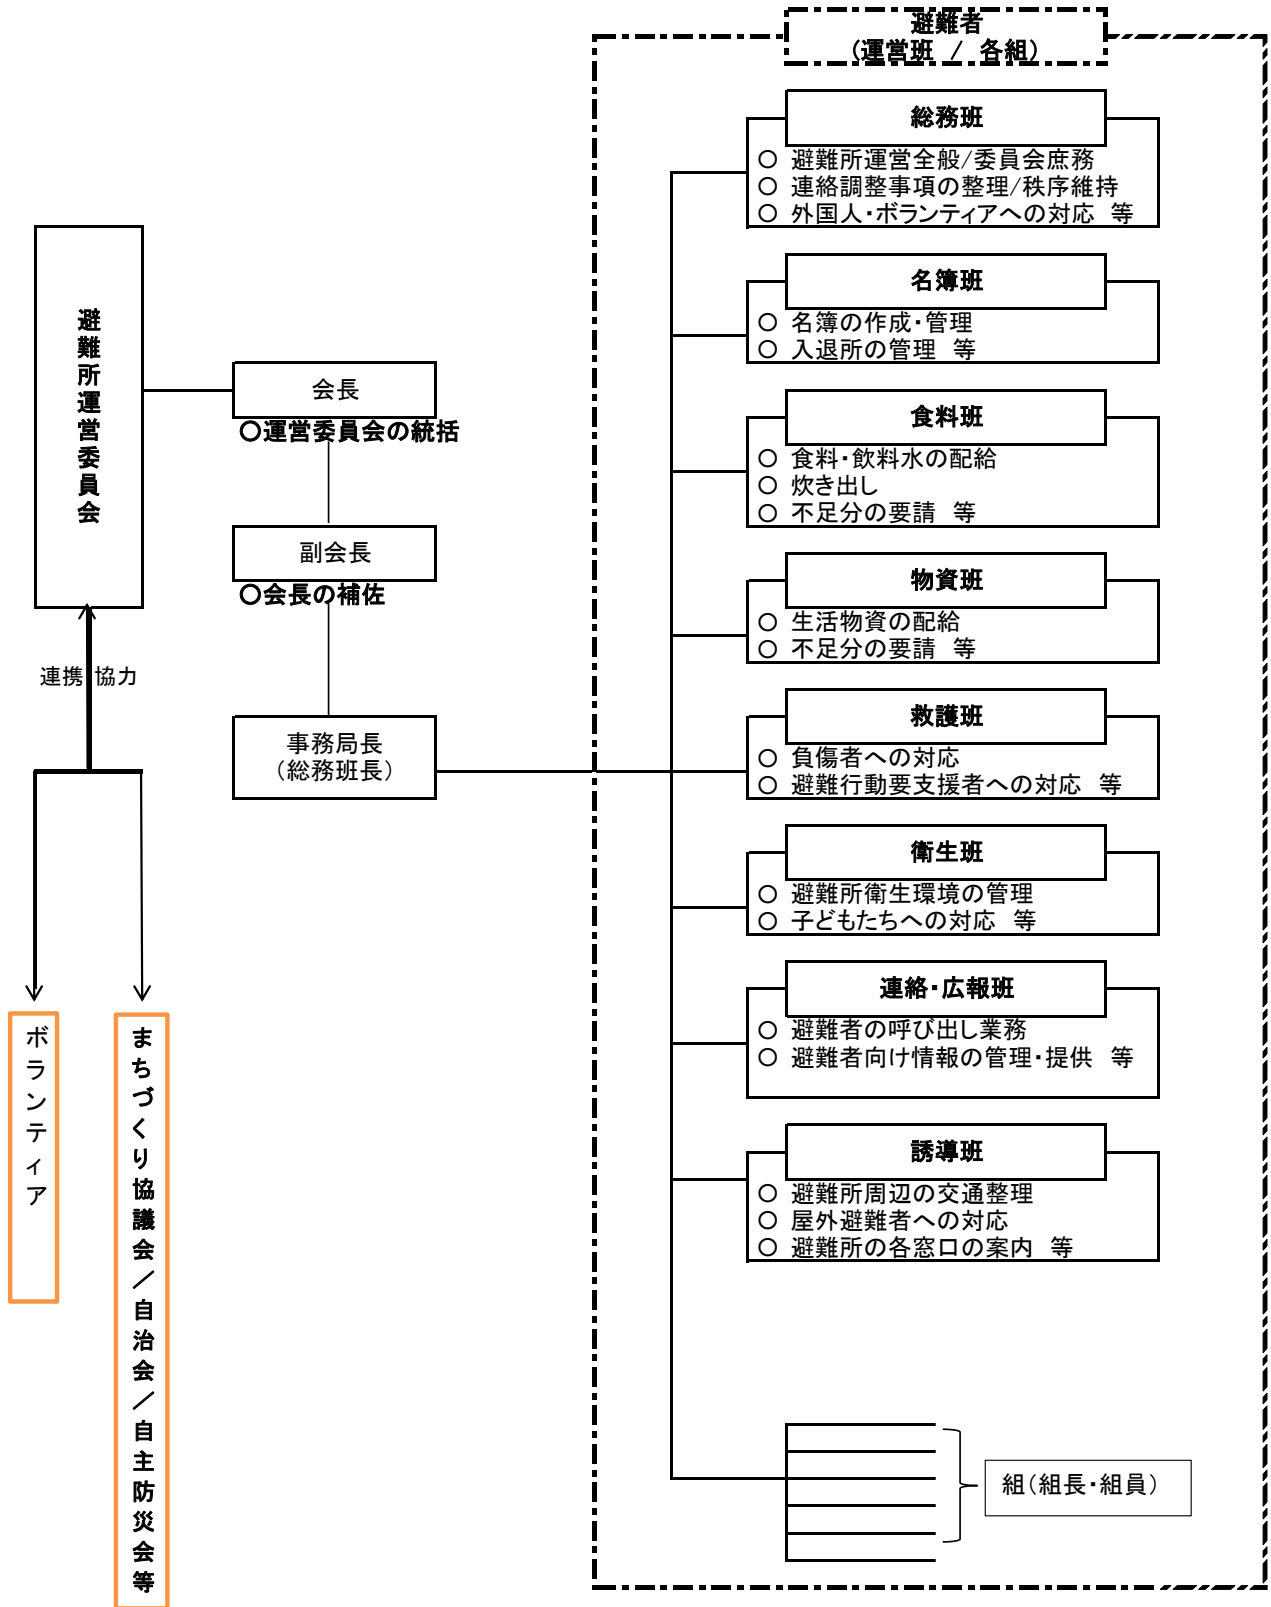 避難者
(運営班 / 各組)
総務班
○ 避難所運営全般/委員会庶務
○ 連絡調整事項の整理/秩序維持
○ 外国人・ボランティアへの対応 等
名簿班
○ 名簿の作成・管理
○ 入退所の管理 等
避難所運営委員会
会長
○運営委員会の統括
食料班
○ 食料・飲料水の配給
○ 炊き出し
○ 不足分の要請 等
副会長
○会長の補佐
物資班
○ 生活物資の配給
○ 不足分の要請 等
連携 協力
事務局長
(総務班長)
救護班
○ 負傷者への対応
○ 避難行動要支援者への対応 等
衛生班
○ 避難所衛生環境の管理
○ 子どもたちへの対応 等
連絡・広報班
○ 避難者の呼び出し業務
○ 避難者向け情報の管理・提供 等
ボランティア
まちづくり協議会/自治会/自主防災会等
誘導班
○ 避難所周辺の交通整理
○ 屋外避難者への対応
○ 避難所の各窓口の案内 等
組(組長・組員)